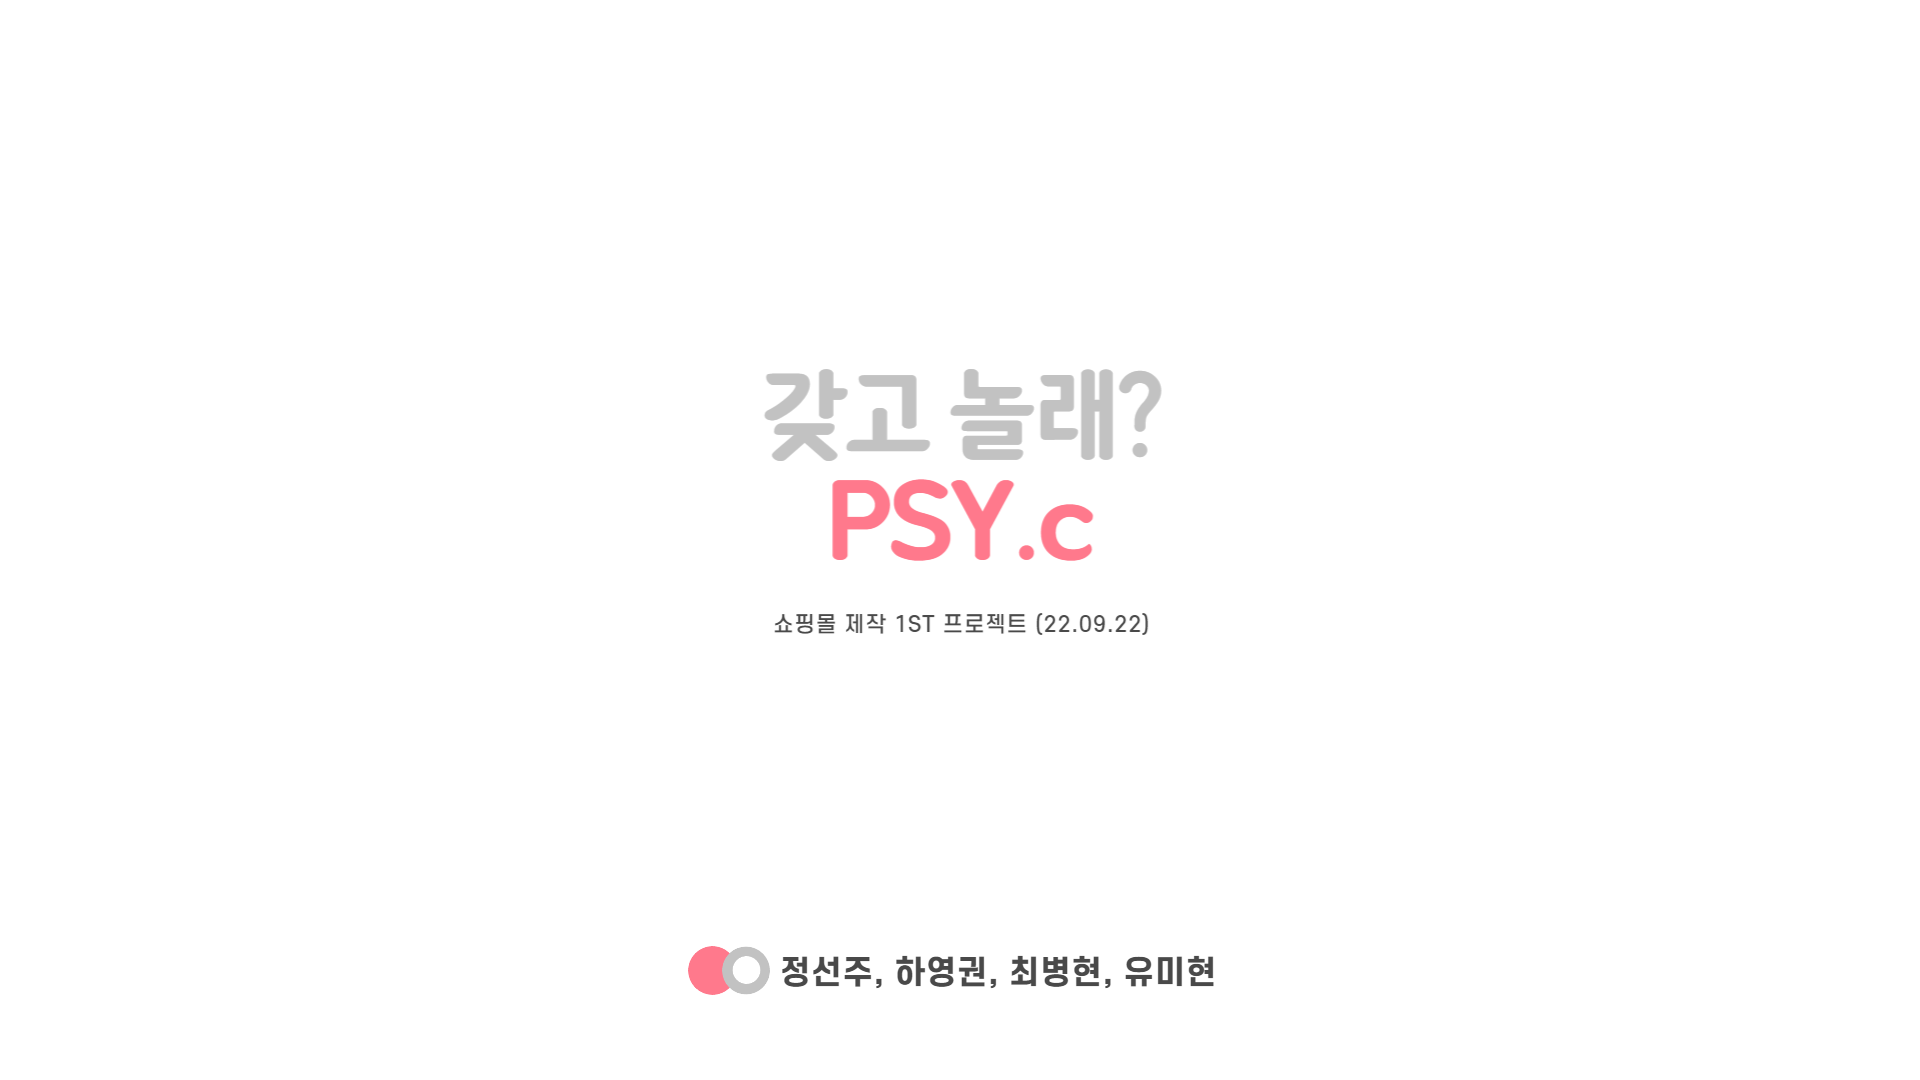 갖고 놀래?
PSY.c
쇼핑몰 제작 1ST 프로젝트 (22.09.22)
정선주, 하영권, 최병현, 유미현